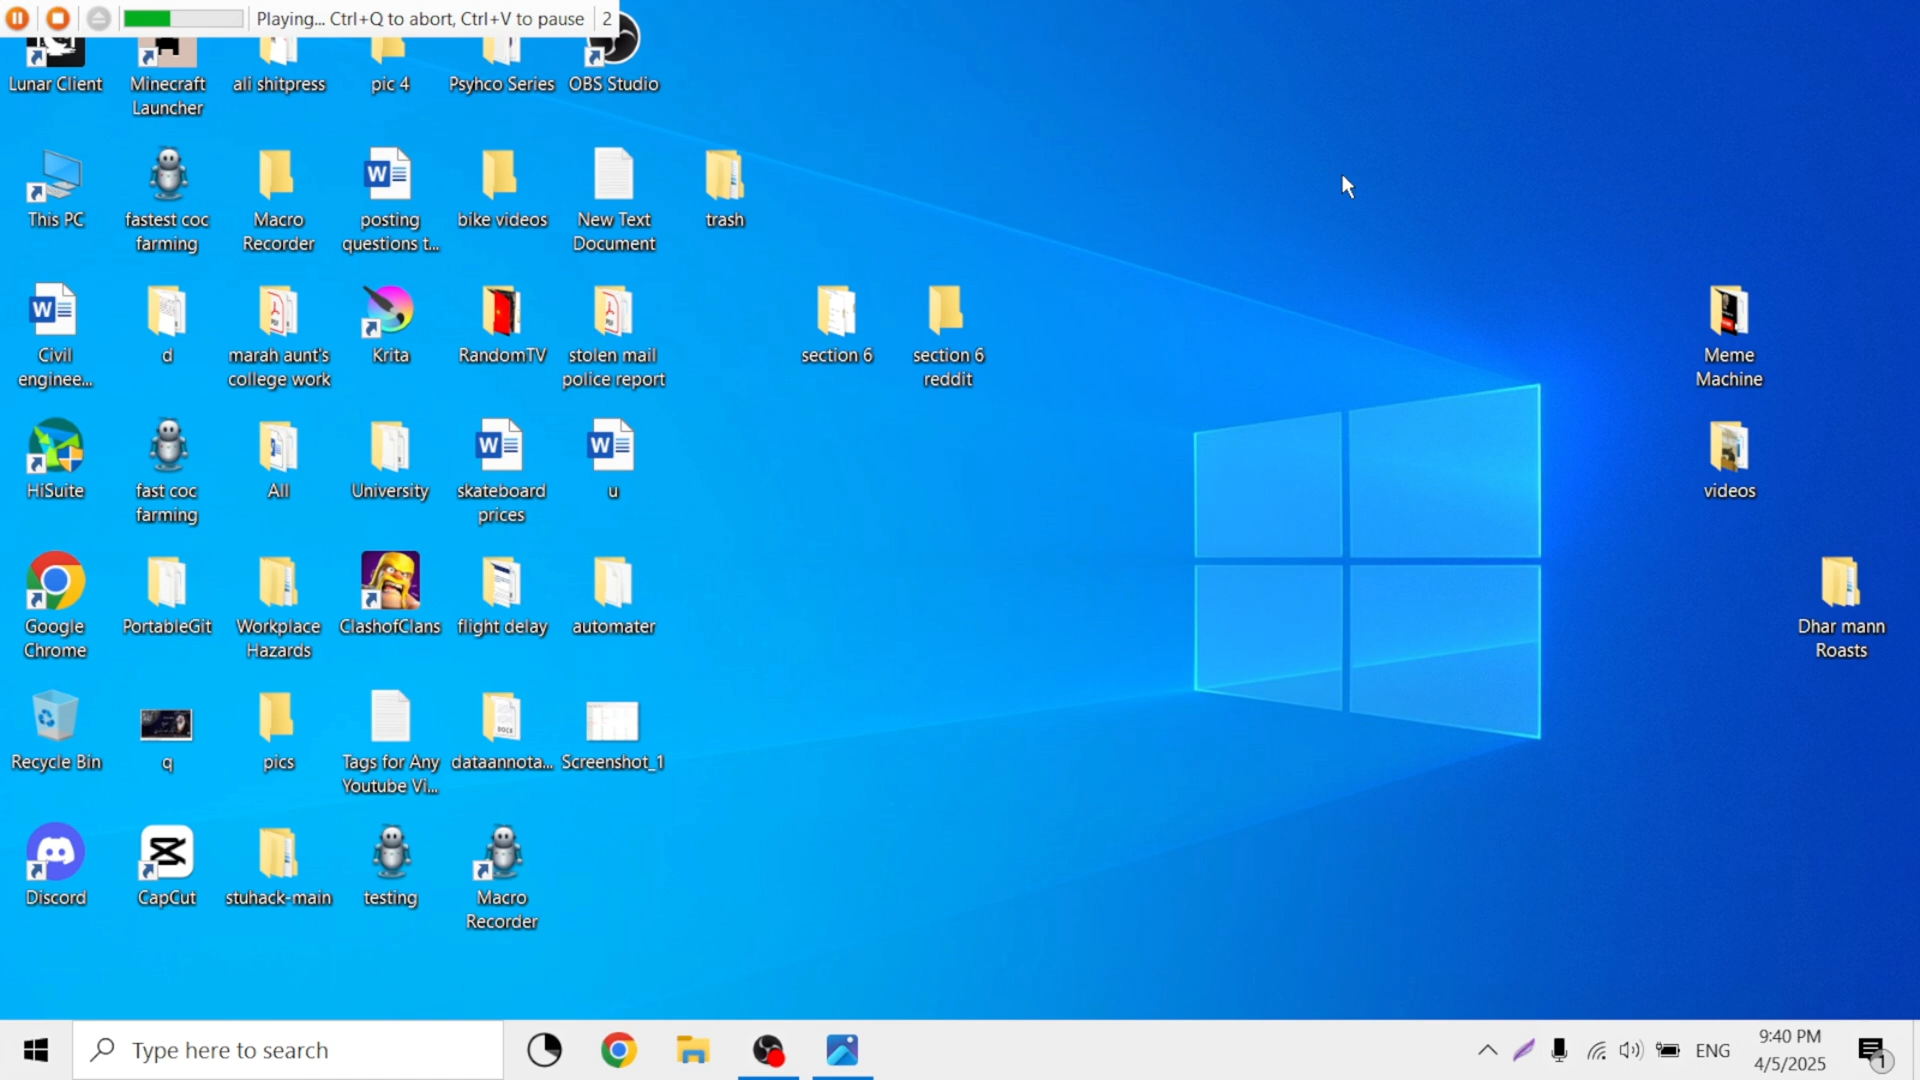 Playing... Ctrl+Q to abort, Ctrl+V to pause 2
Lunar Client
Minecraft
Launcher
ali shitpress
pic 4
Psyhco Series
OBS Studio
This PC
fastest coc
farming
Macro
Recorder
posting
questions t...
bike videos
New Text
Document
trash
Civil
enginee...
d
marah aunt's
college work
Krita
RandomTV
stolen mail
police report
section 6
section 6
reddit
Meme
Machine
HiSuite
fast coc
farming
All
University
skateboard
prices
u
videos
Google
Chrome
PortableGit
Workplace
Hazards
ClashofClans
flight delay
automater
Dhar mann
Roasts
Recycle Bin
q
pics
Tags for Any
Youtube Vi...
dataannota...
Screenshot_1
Discord
CapCut
stuhack-main
testing
Macro
Recorder
Type here to search
ENG
9:40 PM
4/5/2025
1